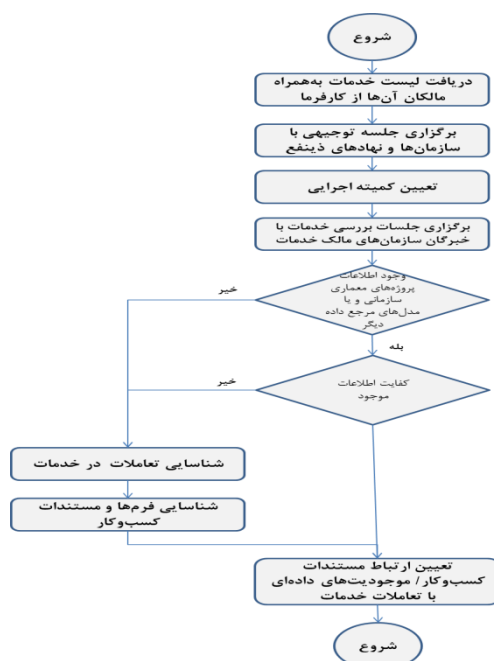 شروع
دریافت لیست خدمات به‌همراه
مالکان آن‌ها از کارفرما
برگزاری جلسه توجیهی با
سازمان‌ها و نهادهای ذینفع
تعیین کمیته اجرایی
برگزاری جلسات بررسی خدمات با
خبرگان سازمان‌های مالک خدمات
وجود اطلاعات
پروژه‌های معماری
سازمانی و یا
مدل‌های مرجع داده
دیگر
خیر
بله
کفایت اطلاعات
موجود
خیر
شناسایی تعاملات در خدمات
شناسایی فرم‌ها و مستندات
کسب‌وکار
تعیین ارتباط مستندات
کسب‌وکار/ موجودیت‌های داده‌ای
با تعاملات خدمات
شروع